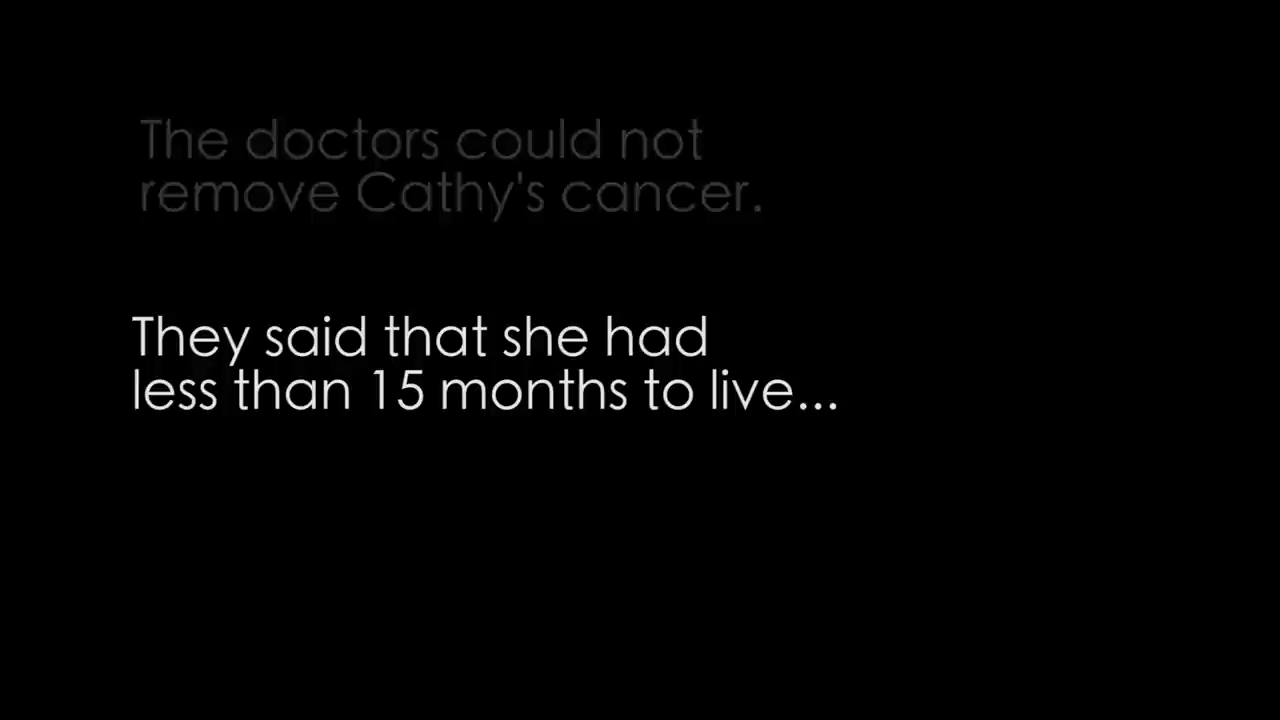 The doctors could not
remove Cathy's cancer.
They said that she had
less than 15 months to live...